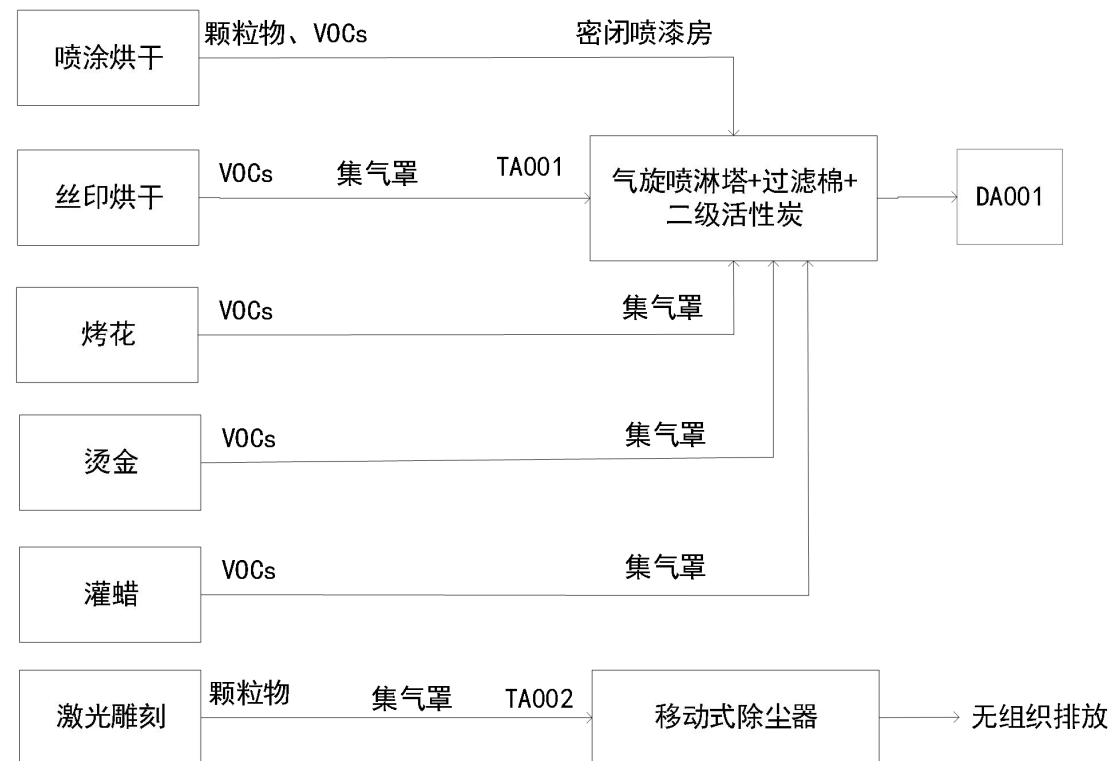 喷涂烘干
颗粒物、VOCs
密闭喷漆房
丝印烘干
VOCs
集气罩
TA001
气旋喷淋塔+过滤棉+
二级活性炭
DA001
烤花
VOCs
集气罩
烫金
VOCs
集气罩
灌蜡
VOCs
集气罩
激光雕刻
颗粒物
集气罩
TA002
移动式除尘器
无组织排放